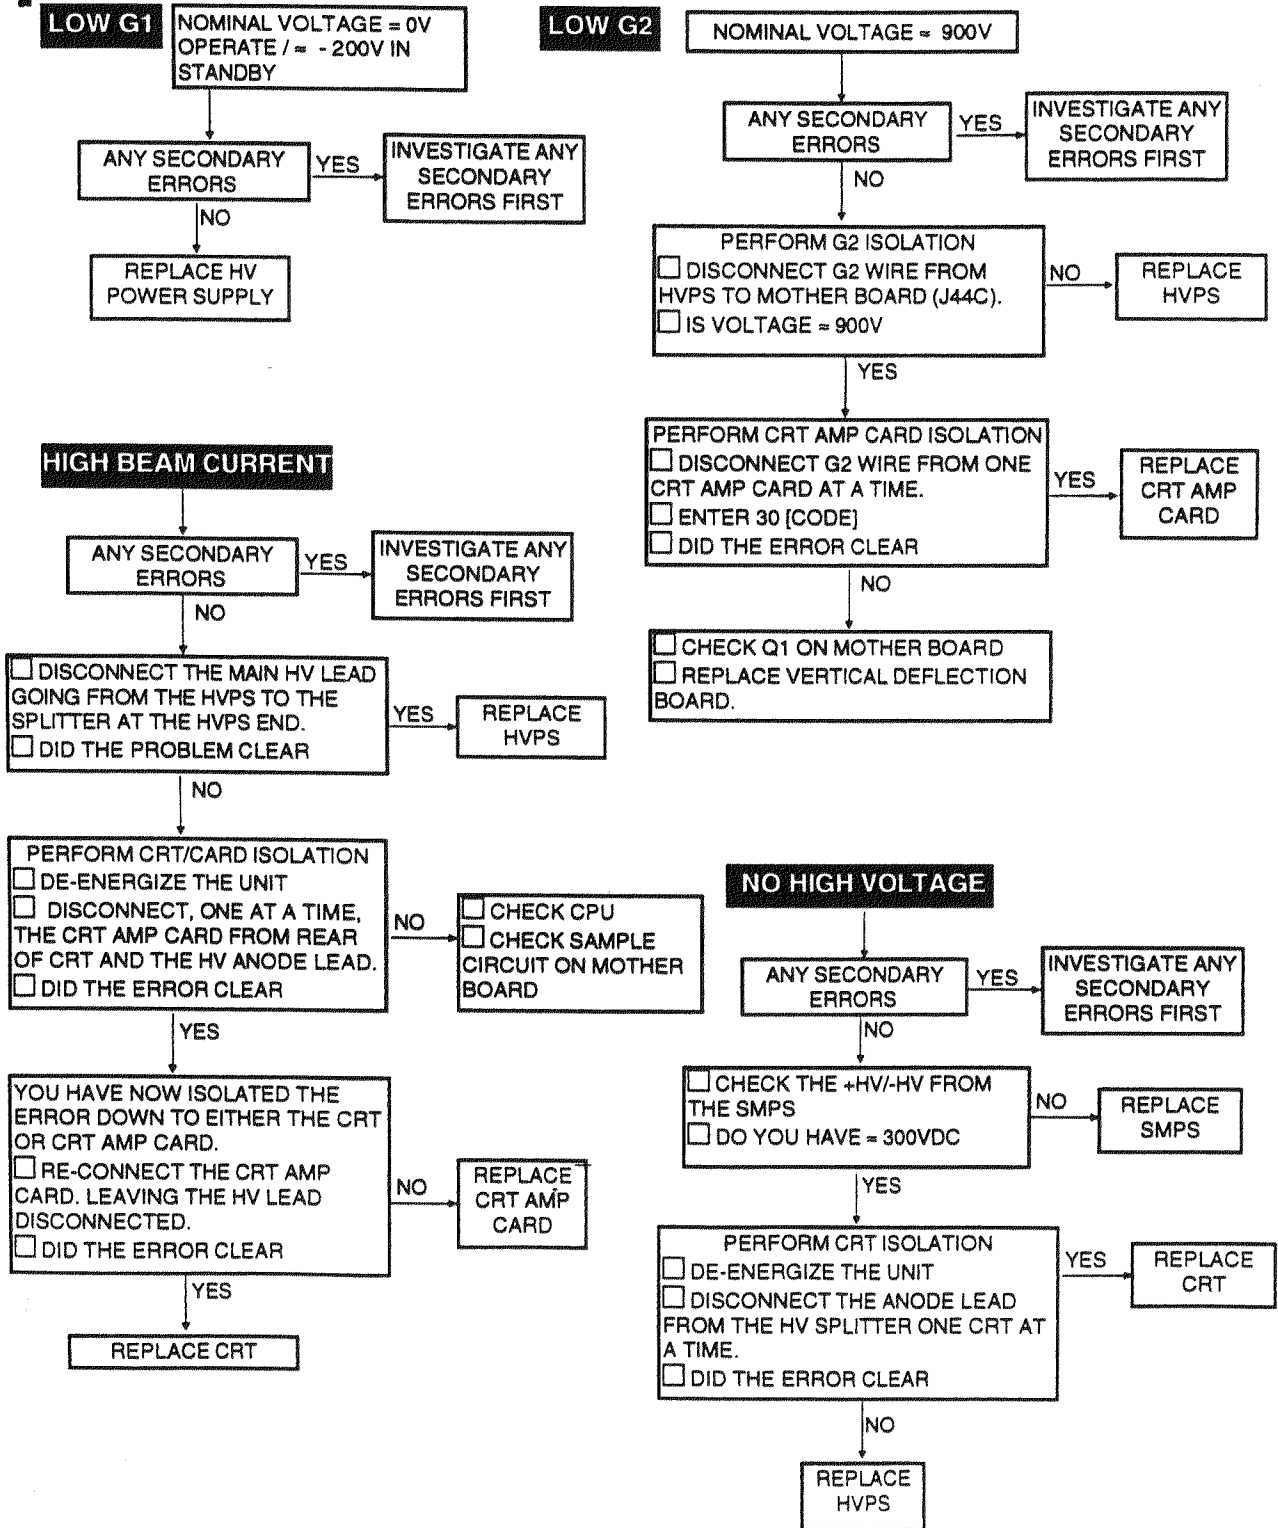 LOW G1
NOMINAL VOLTAGE = 0V
OPERATE / ≈ - 200V IN
STANDBY
ANY SECONDARY
ERRORS
YES
INVESTIGATE ANY
SECONDARY
ERRORS FIRST
NO
REPLACE HV
POWER SUPPLY
LOW G2
NOMINAL VOLTAGE ≈ 900V
ANY SECONDARY
ERRORS
YES
INVESTIGATE ANY
SECONDARY
ERRORS FIRST
NO
PERFORM G2 ISOLATION
DISCONNECT G2 WIRE FROM
HVPS TO MOTHER BOARD (J44C).
IS VOLTAGE ≈ 900V
NO
REPLACE
HVPS
YES
PERFORM CRT AMP CARD ISOLATION
DISCONNECT G2 WIRE FROM ONE
CRT AMP CARD AT A TIME.
ENTER 30 [CODE]
DID THE ERROR CLEAR
YES
REPLACE
CRT AMP
CARD
NO
CHECK Q1 ON MOTHER BOARD
REPLACE VERTICAL DEFLECTION
BOARD.
HIGH BEAM CURRENT
ANY SECONDARY
ERRORS
YES
INVESTIGATE ANY
SECONDARY
ERRORS FIRST
NO
DISCONNECT THE MAIN HV LEAD
GOING FROM THE HVPS TO THE
SPLITTER AT THE HVPS END.
DID THE PROBLEM CLEAR
YES
REPLACE
HVPS
NO
PERFORM CRT/CARD ISOLATION
DE-ENERGIZE THE UNIT
DISCONNECT, ONE AT A TIME,
THE CRT AMP CARD FROM REAR
OF CRT AND THE HV ANODE LEAD.
DID THE ERROR CLEAR
NO
CHECK CPU
CHECK SAMPLE
CIRCUIT ON MOTHER
BOARD
YES
YOU HAVE NOW ISOLATED THE
ERROR DOWN TO EITHER THE CRT
OR CRT AMP CARD.
RE-CONNECT THE CRT AMP
CARD. LEAVING THE HV LEAD
DISCONNECTED.
DID THE ERROR CLEAR
NO
REPLACE
CRT AMP
CARD
YES
REPLACE CRT
NO HIGH VOLTAGE
ANY SECONDARY
ERRORS
YES
INVESTIGATE ANY
SECONDARY
ERRORS FIRST
NO
CHECK THE +HV/-HV FROM
THE SMPS
DO YOU HAVE ≈ 300VDC
NO
REPLACE
SMPS
YES
PERFORM CRT ISOLATION
DE-ENERGIZE THE UNIT
DISCONNECT THE ANODE LEAD
FROM THE HV SPLITTER ONE CRT AT
A TIME.
DID THE ERROR CLEAR
YES
REPLACE
CRT
NO
REPLACE
HVPS